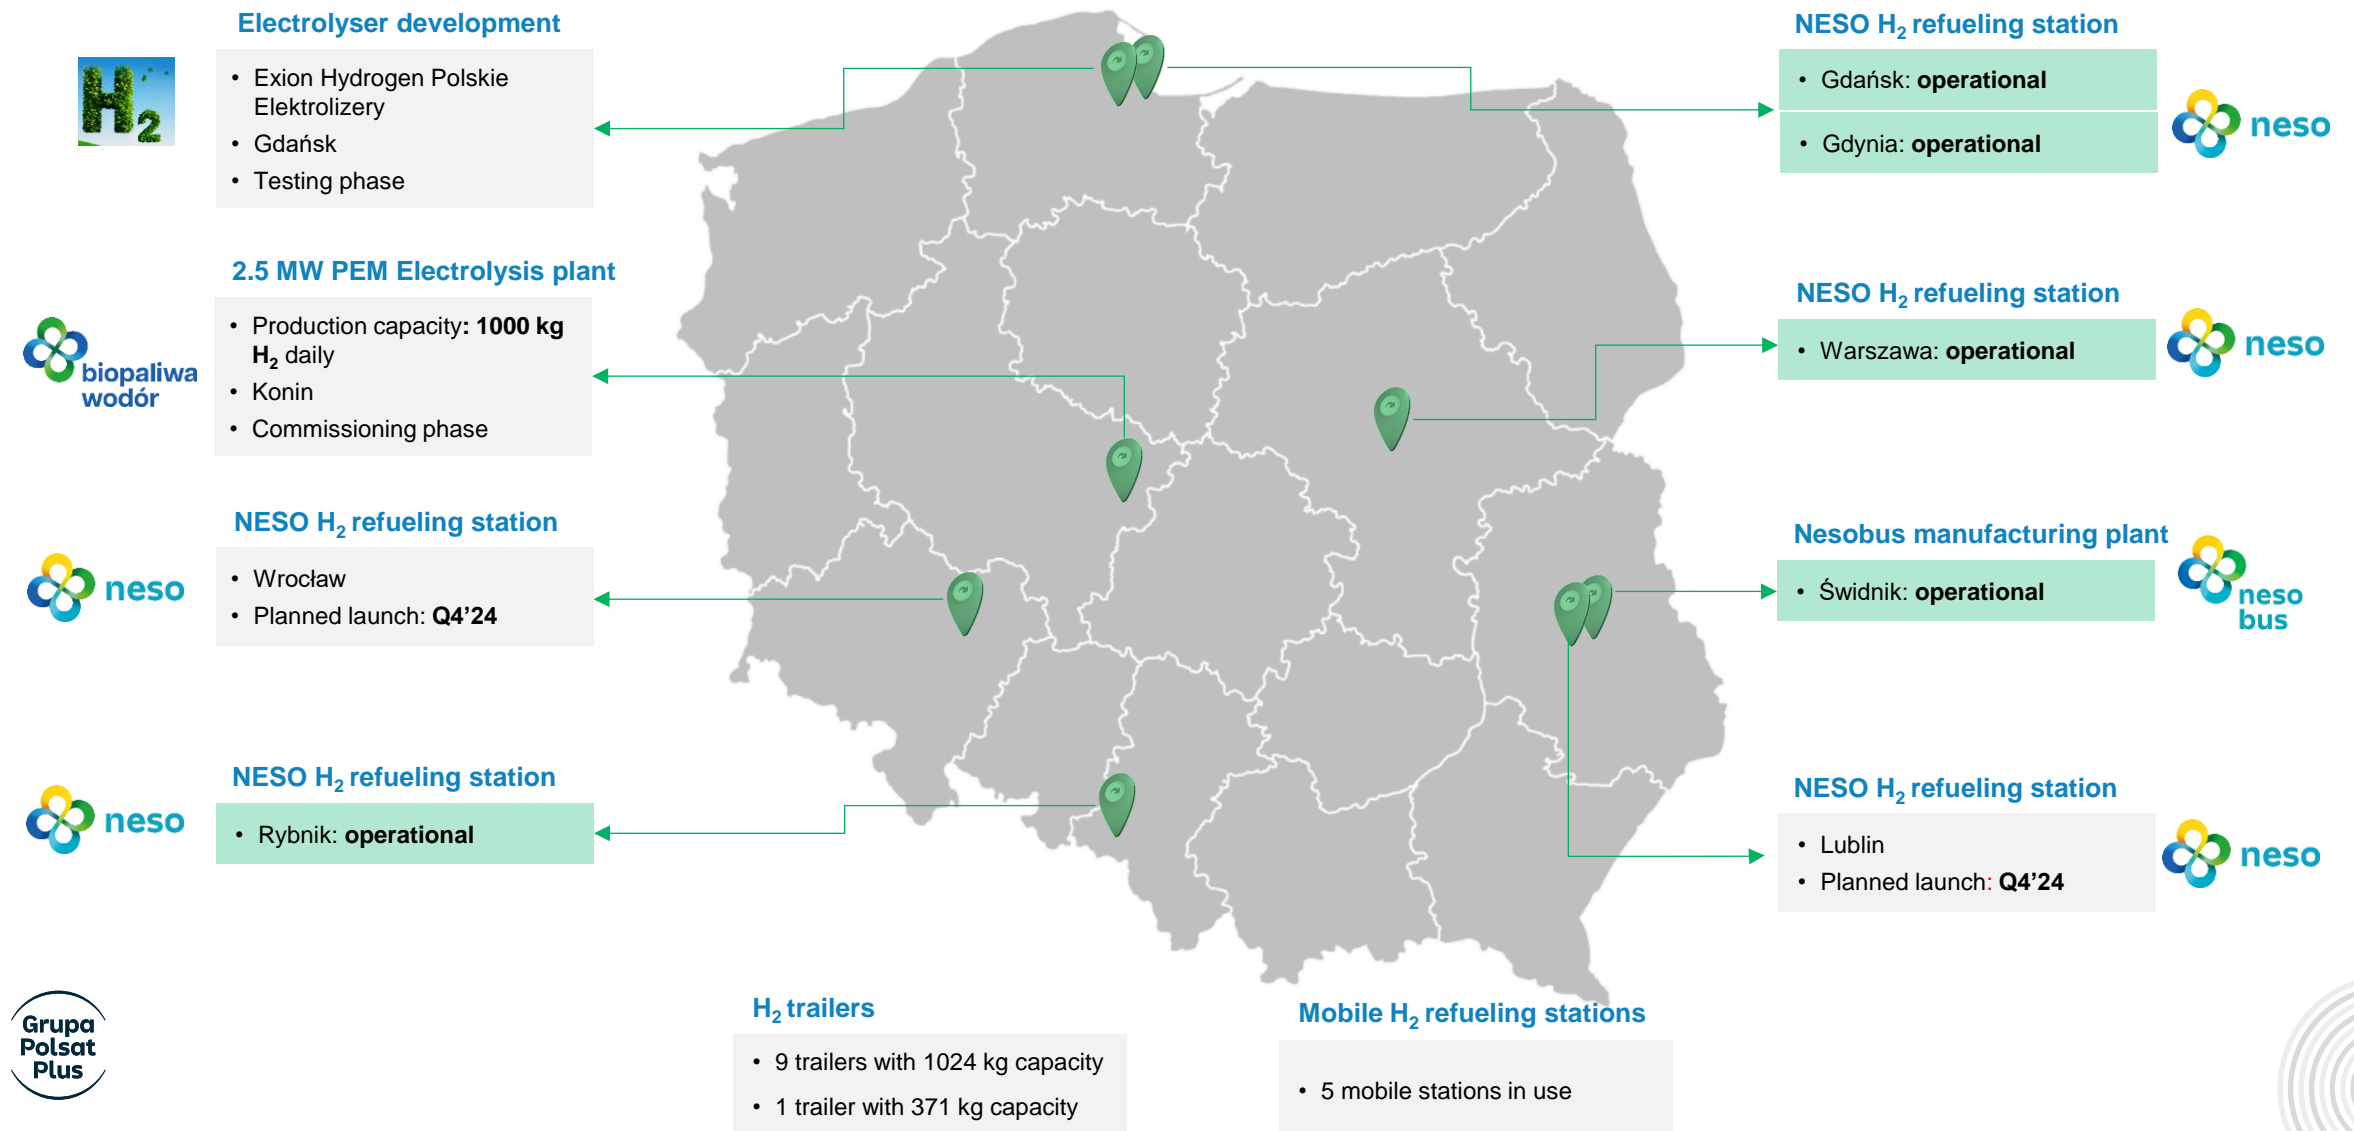 Electrolyser development
• Exion Hydrogen Polskie
Elektrolizery
• Gdańsk
• Testing phase
H2
2.5 MW PEM Electrolysis plant
• Production capacity: 1000 kg
H2 daily
• Konin
• Commissioning phase
biopaliwa
wodór
NESO H2 refueling station
• Wrocław
• Planned launch: Q4’24
neso
NESO H2 refueling station
• Rybnik: operational
neso
NESO H2 refueling station
• Gdańsk: operational
• Gdynia: operational
neso
NESO H2 refueling station
• Warszawa: operational
neso
Nesobus manufacturing plant
• Świdnik: operational
neso
bus
NESO H2 refueling station
• Lublin
• Planned launch: Q4’24
neso
H2 trailers
• 9 trailers with 1024 kg capacity
• 1 trailer with 371 kg capacity
Mobile H2 refueling stations
• 5 mobile stations in use
Grupa
Polsat
Plus